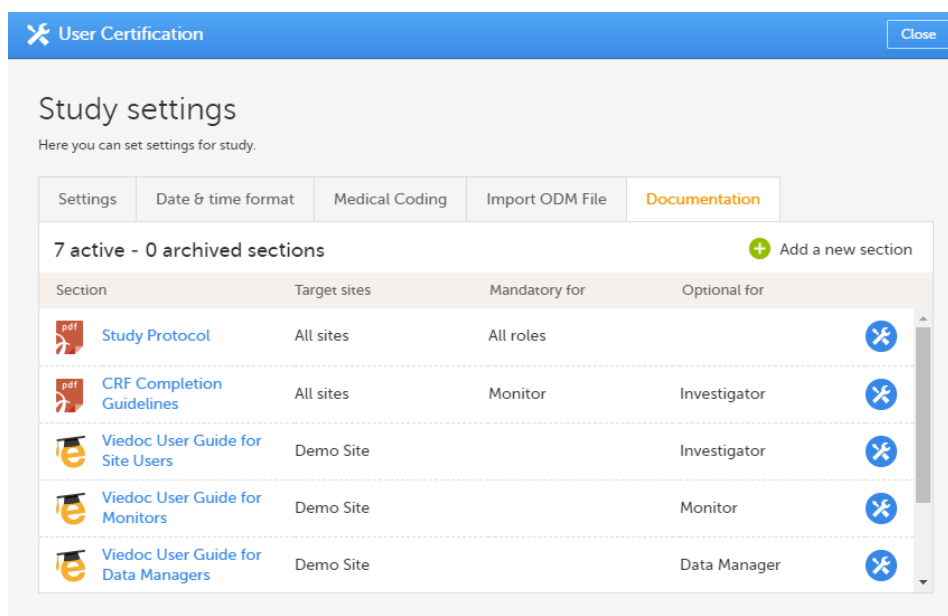 User Certification
Close
Study settings
Here you can set settings for study.
Settings Date & time format Medical Coding Import ODM File Documentation
7 active - 0 archived sections Add a new section
Section Target sites Mandatory for Optional for
pdf Study Protocol All sites All roles
pdf CRF Completion
Guidelines All sites Monitor Investigator
Viedoc User Guide for
Site Users Demo Site Investigator
Viedoc User Guide for
Monitors Demo Site Monitor
Viedoc User Guide for
Data Managers Demo Site Data Manager